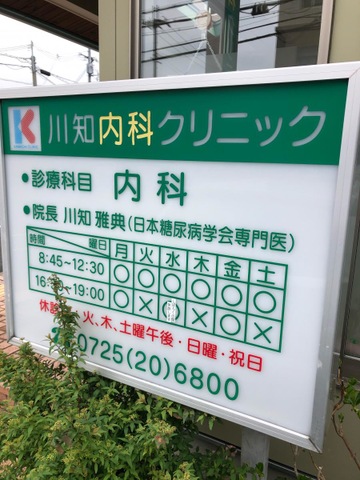 K
川知内科クリニック
●診療科目 内科
●院長 川知 雅典(日本糖尿病学会専門医)
時間 曜日 月 火 水 木 金 土
8:45~12:30 ○ ○ ○ ○ ○ ○
~19:00 ○ × ○ × ○ ×
火、木、土曜午後・日曜・祝日
0725(20)6800